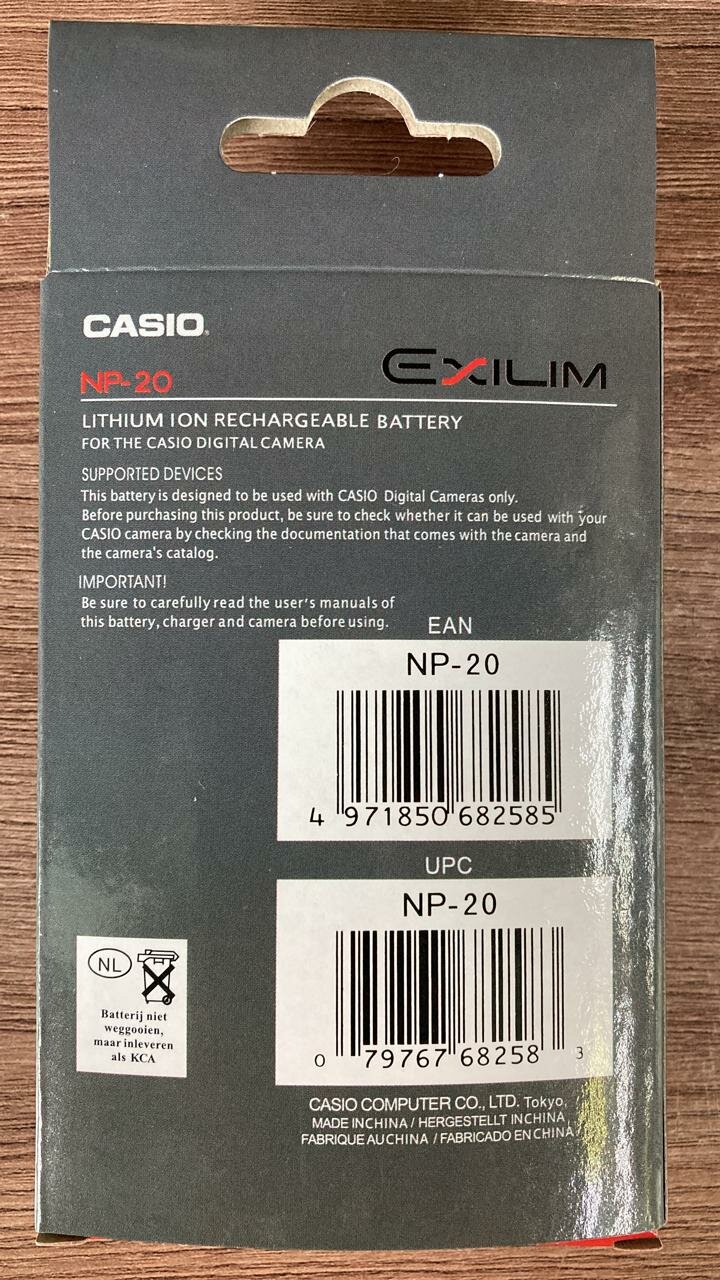 CASIO.
NP-20
EXILIM
LITHIUM ION RECHARGEABLE BATTERY
FOR THE CASIO DIGITAL CAMERA
SUPPORTED DEVICES
This battery is designed to be used with CASIO Digital Cameras only.
Before purchasing this product, be sure to check whether it can be used with your
CASIO camera by checking the documentation that comes with the camera and
the camera's catalog.
IMPORTANT!
Be sure to carefully read the user's manuals of
this battery, charger and camera before using.
EAN
NP-20
4 971850 682585
UPC
NP-20
0 79767 68258 3
NL
Batterij niet
weggooien,
maar inleveren
als KCA
CASIO COMPUTER CO., LTD. Tokyo,
MADE IN CHINA / HERGESTELLT IN CHINA
FABRIQUE AU CHINA / FABRICADO EN CHINA